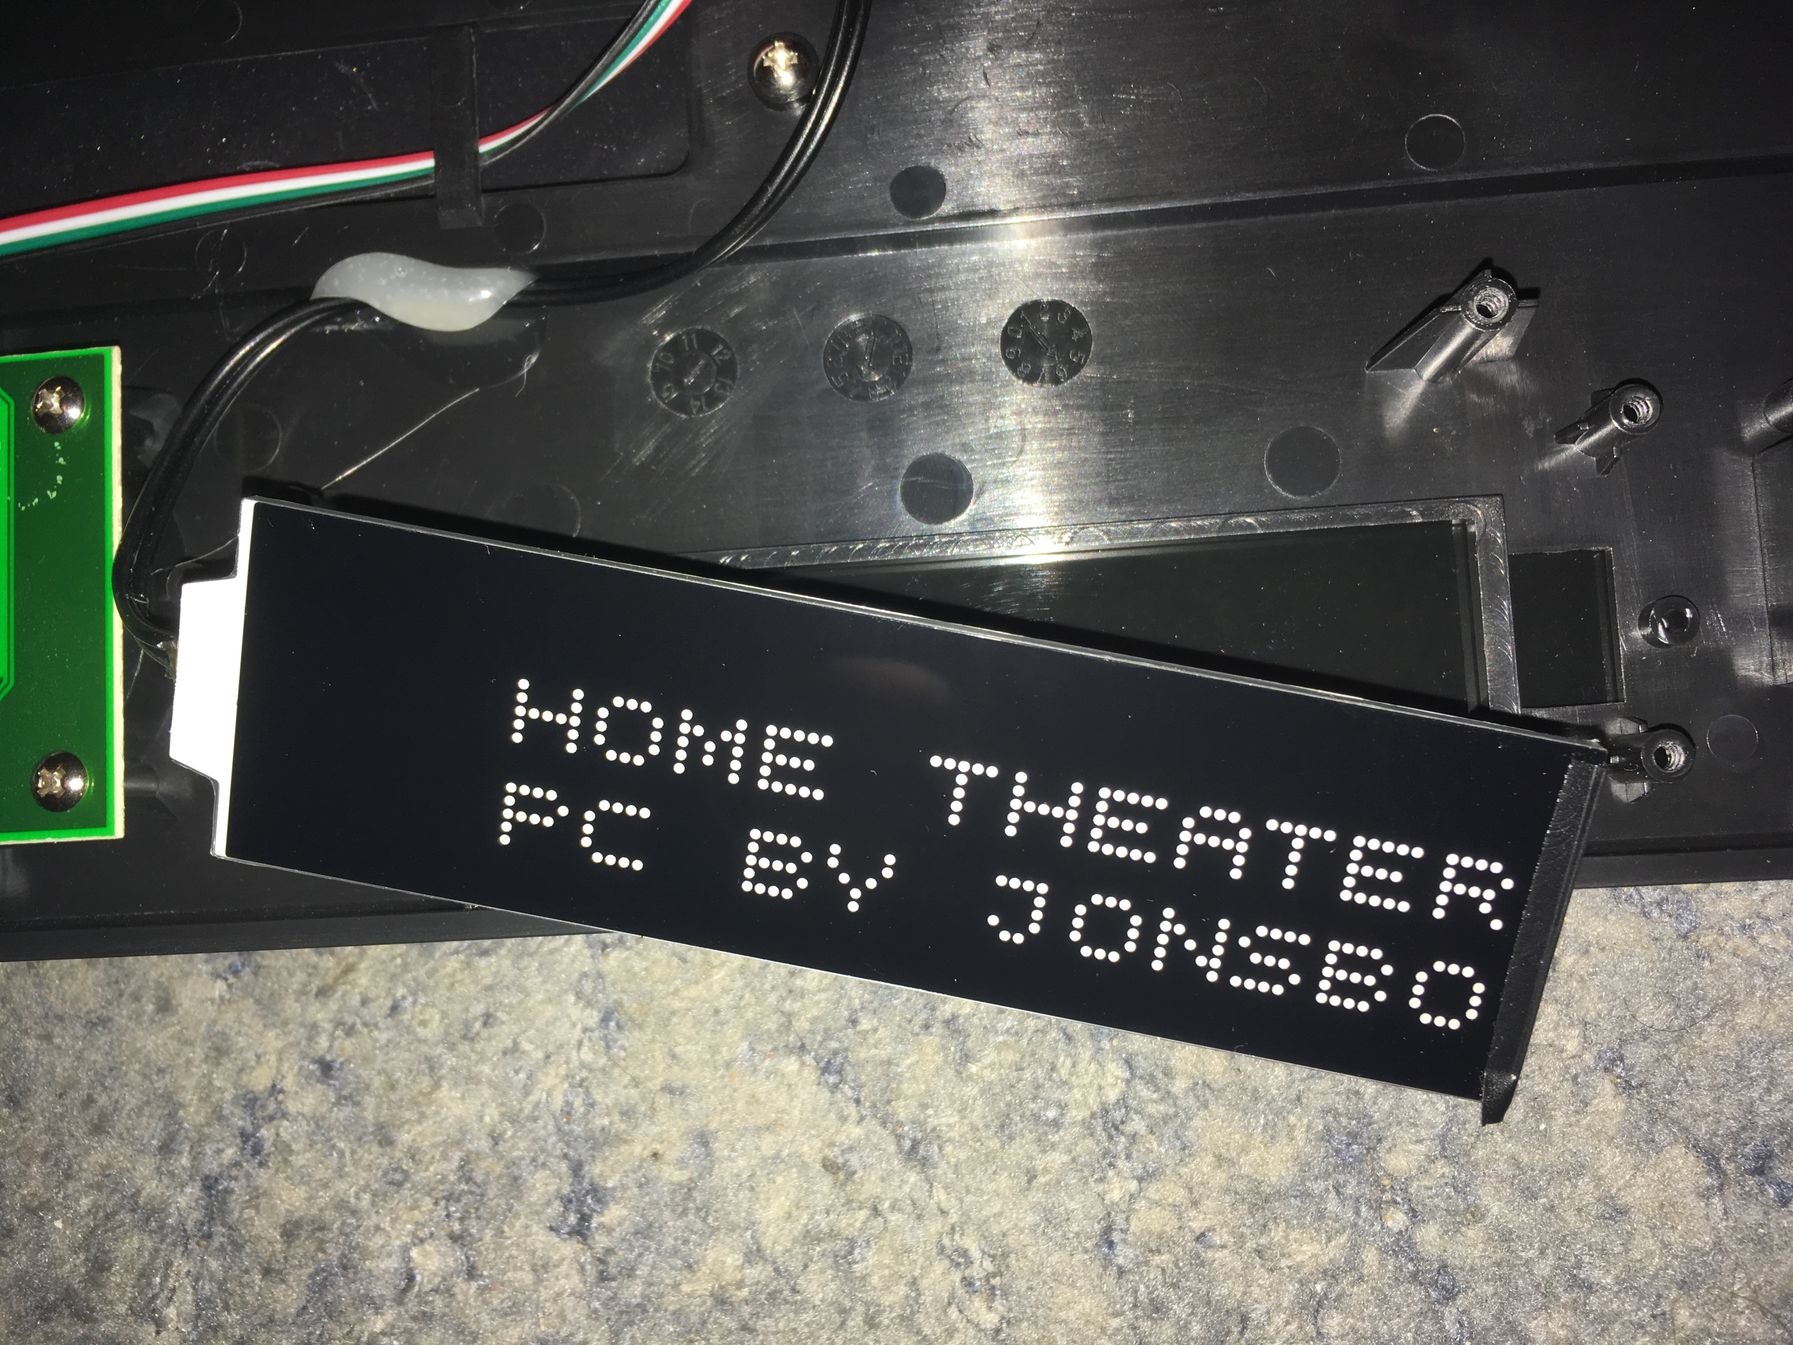 HOME THEATER
PC BY JONSBO